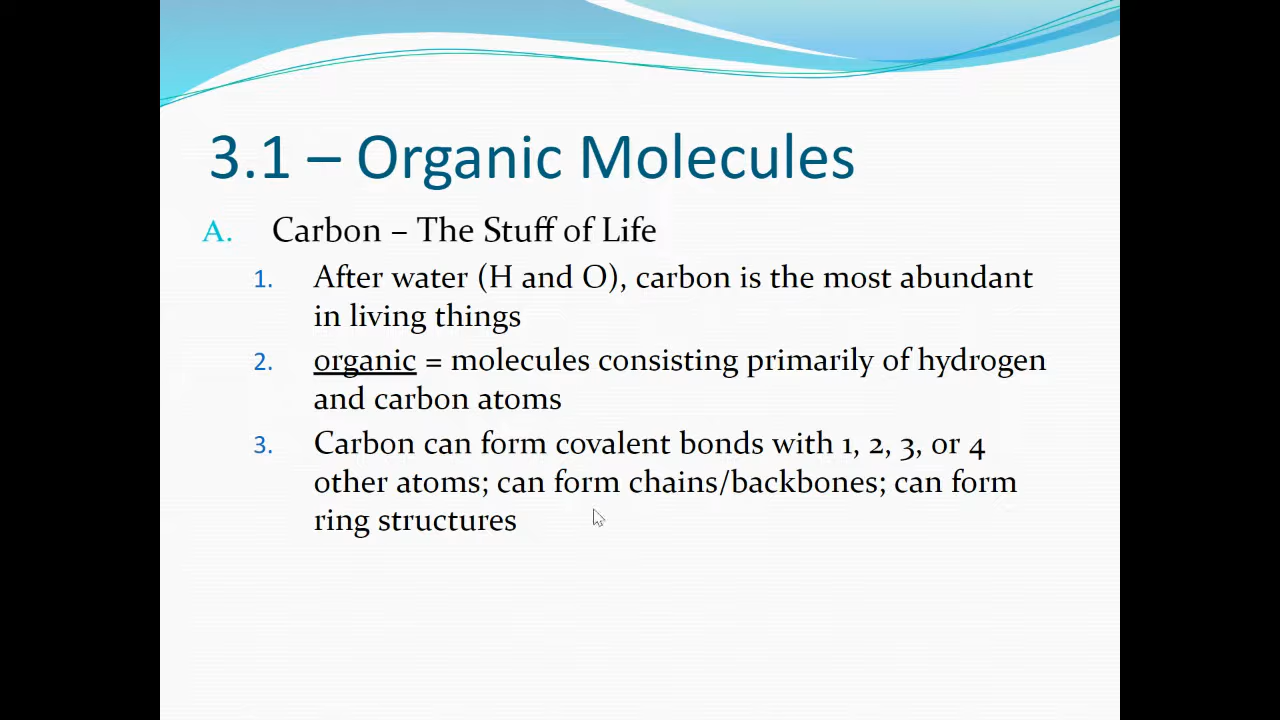 3.1 – Organic Molecules
A. Carbon – The Stuff of Life
1. After water (H and O), carbon is the most abundant
in living things
2. organic = molecules consisting primarily of hydrogen
and carbon atoms
3. Carbon can form covalent bonds with 1, 2, 3, or 4
other atoms; can form chains/backbones; can form
ring structures